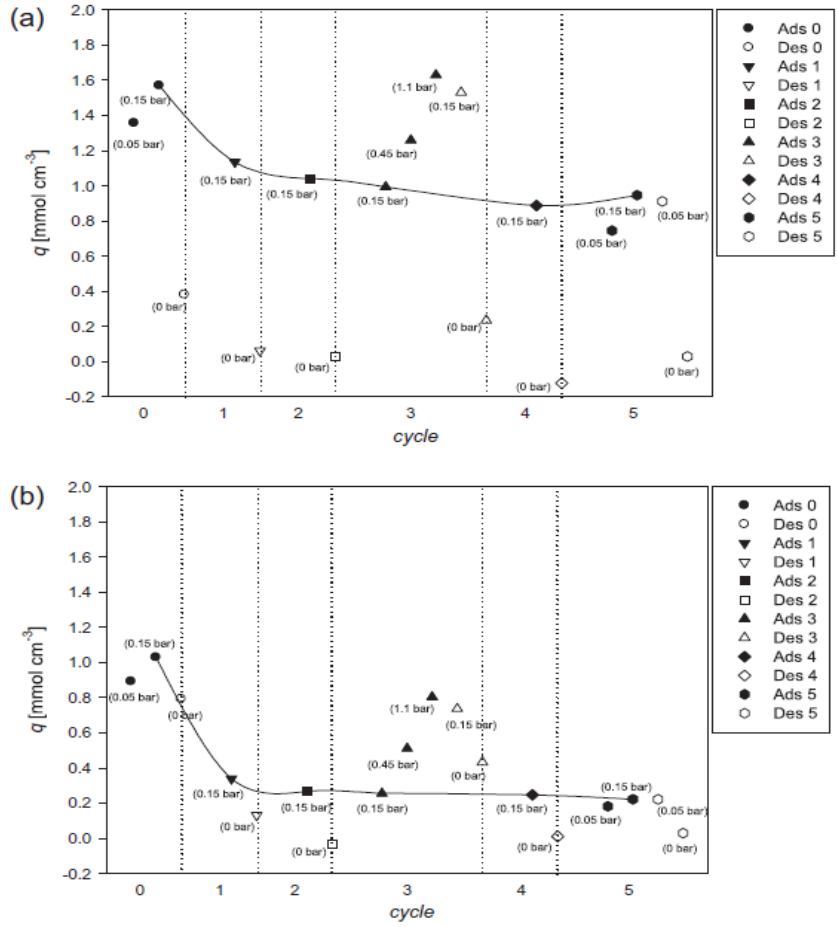 (a)
2.0
1.8
1.6
1.4
1.2
1.0
0.8
0.6
0.4
0.2
0.0
-0.2
q [mmol cm⁻³]
(0.15 bar)
(0.05 bar)
(0 bar)
(0.15 bar)
(0 bar)
(0.15 bar)
(0 bar)
(1.1 bar)
(0.15 bar)
(0.45 bar)
(0.15 bar)
(0 bar)
(0.15 bar)
(0 bar)
(0.15 bar)
(0.05 bar)
(0.05 bar)
(0 bar)
0 1 2 3 4 5
cycle
Ads 0
Des 0
Ads 1
Des 1
Ads 2
Des 2
Ads 3
Des 3
Ads 4
Des 4
Ads 5
Des 5
(b)
2.0
1.8
1.6
1.4
1.2
1.0
0.8
0.6
0.4
0.2
0.0
-0.2
q [mmol cm⁻³]
(0.15 bar)
(0.05 bar)
(0 bar)
(0.15 bar)
(0 bar)
(0.15 bar)
(0 bar)
(1.1 bar)
(0.15 bar)
(0.45 bar)
(0 bar)
(0.15 bar)
(0.15 bar)
(0 bar)
(0.15 bar)
(0.05 bar)
(0.05 bar)
(0 bar)
0 1 2 3 4 5
cycle
Ads 0
Des 0
Ads 1
Des 1
Ads 2
Des 2
Ads 3
Des 3
Ads 4
Des 4
Ads 5
Des 5